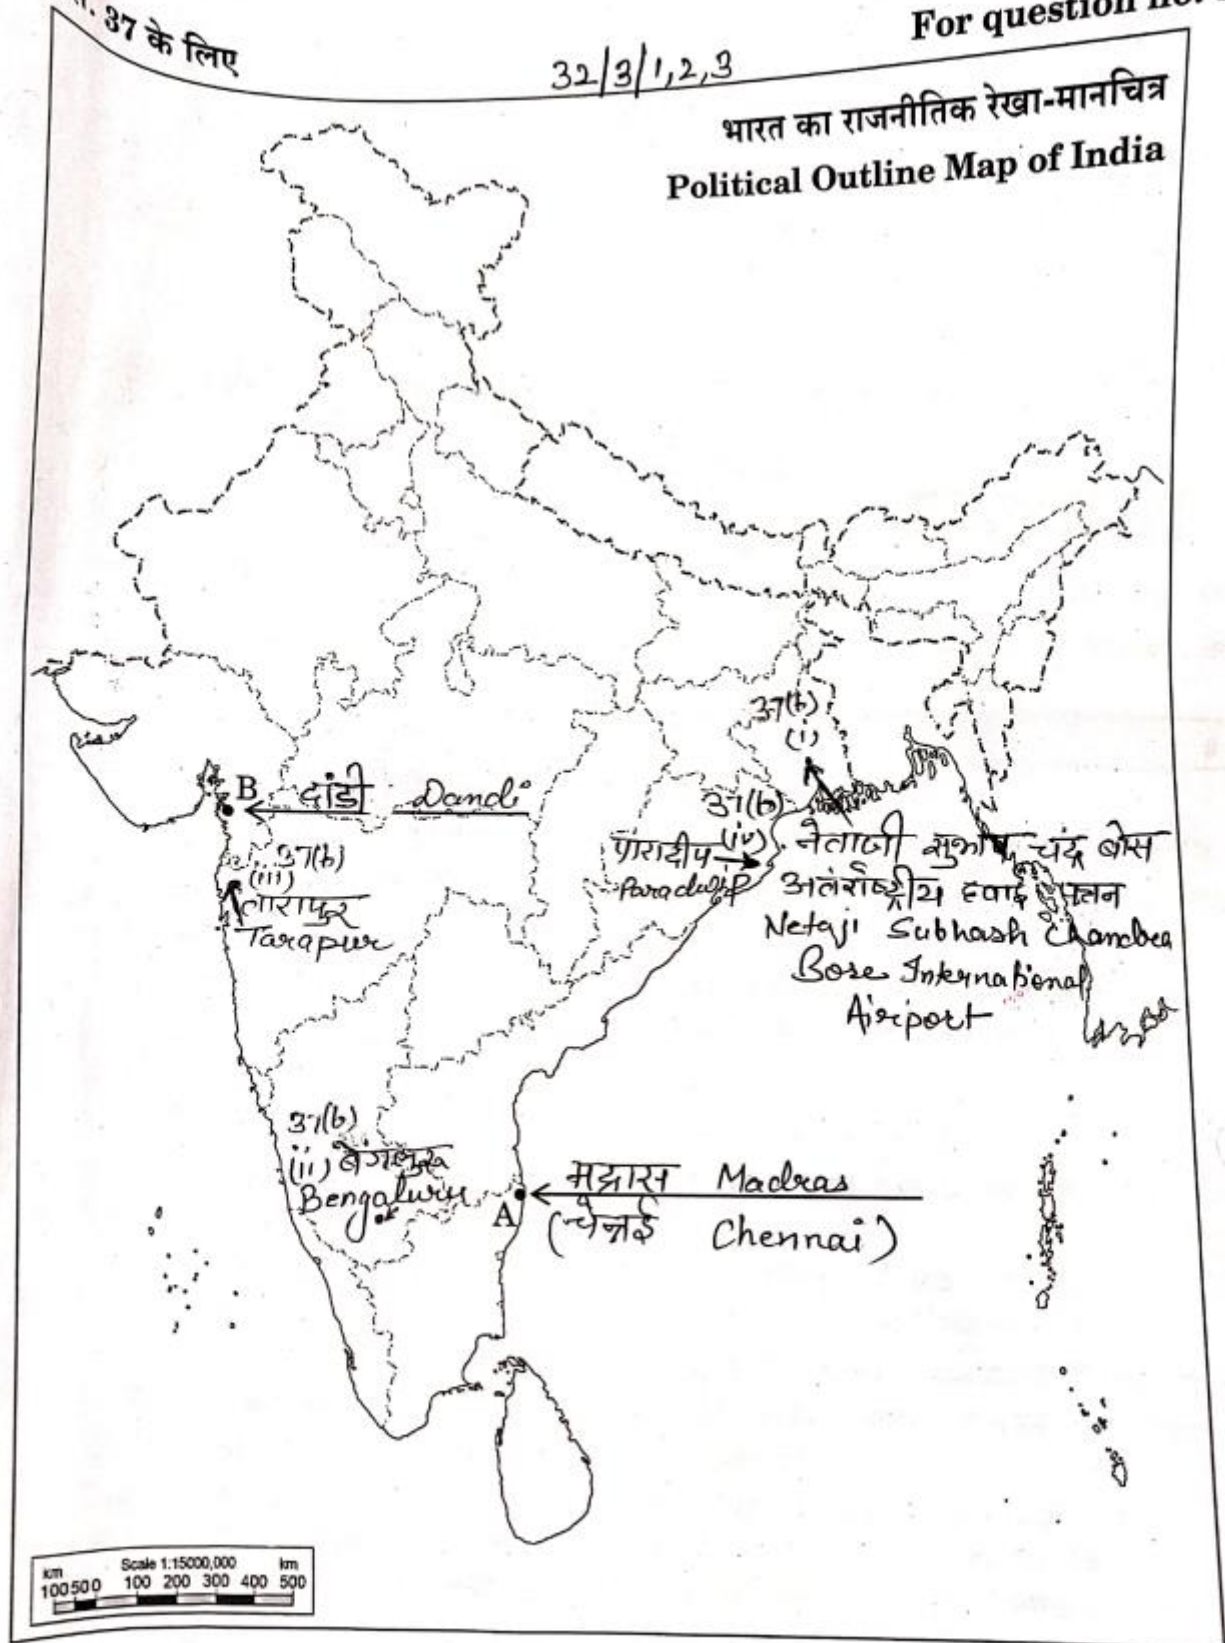 37 के लिए
For question no.
32/3/1,2,3
भारत का राजनीतिक रेखा-मानचित्र
Political Outline Map of India
37(b)
(i)
B
दांडी Dandi
37(b)
(iv)
पारादीप
Paradwip
नेताजी सुभाष चंद्र बोस
अतंर्राष्ट्रीय हवाई पत्तन
Netaji Subhash Chandra
Bose International
Airport
37(b)
(iii)
तारापुर
Tarapur
37(b)
(ii) बेंगलुरु
Bengaluru
A
मद्रास Madras
(चेन्नई Chennai)
Scale 1:15000,000
km km
100 50 0 100 200 300 400 500